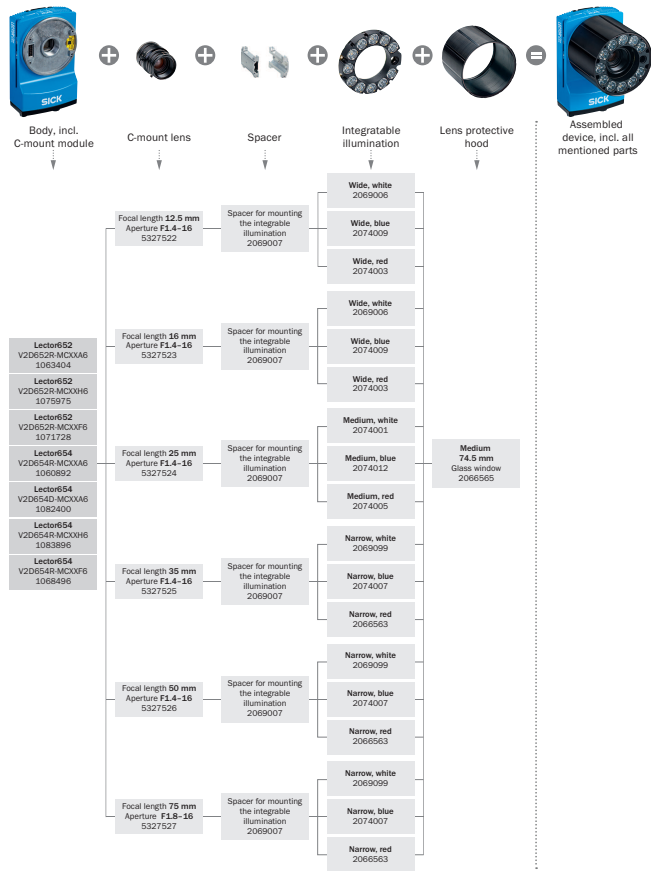 SICK
SICK
Body, incl.
C-mount module
C-mount lens
Spacer
Integratable
illumination
Lens protective
hood
Assembled
device, incl. all
mentioned parts
Lector652
V2D652R-MCXXA6
1063404
Lector652
V2D652R-MCXXH6
1075975
Lector652
V2D652R-MCXXF6
1071728
Lector654
V2D654R-MCXXA6
1060892
Lector654
V2D654D-MCXXA6
1082400
Lector654
V2D654R-MCXXH6
1083896
Lector654
V2D654R-MCXXF6
1068496
Focal length 12.5 mm
Aperture F1.4–16
5327522
Spacer for mounting
the integrable
illumination
2069007
Wide, white
2069006
Wide, blue
2074009
Wide, red
2074003
Focal length 16 mm
Aperture F1.4–16
5327523
Spacer for mounting
the integrable
illumination
2069007
Wide, white
2069006
Wide, blue
2074009
Wide, red
2074003
Focal length 25 mm
Aperture F1.4–16
5327524
Spacer for mounting
the integrable
illumination
2069007
Medium, white
2074001
Medium, blue
2074012
Medium, red
2074005
Focal length 35 mm
Aperture F1.4–16
5327525
Spacer for mounting
the integrable
illumination
2069007
Narrow, white
2069099
Narrow, blue
2074007
Narrow, red
2066563
Focal length 50 mm
Aperture F1.4–16
5327526
Spacer for mounting
the integrable
illumination
2069007
Narrow, white
2069099
Narrow, blue
2074007
Narrow, red
2066563
Focal length 75 mm
Aperture F1.8–16
5327527
Spacer for mounting
the integrable
illumination
2069007
Narrow, white
2069099
Narrow, blue
2074007
Narrow, red
2066563
Medium
74.5 mm
Glass window
2066565